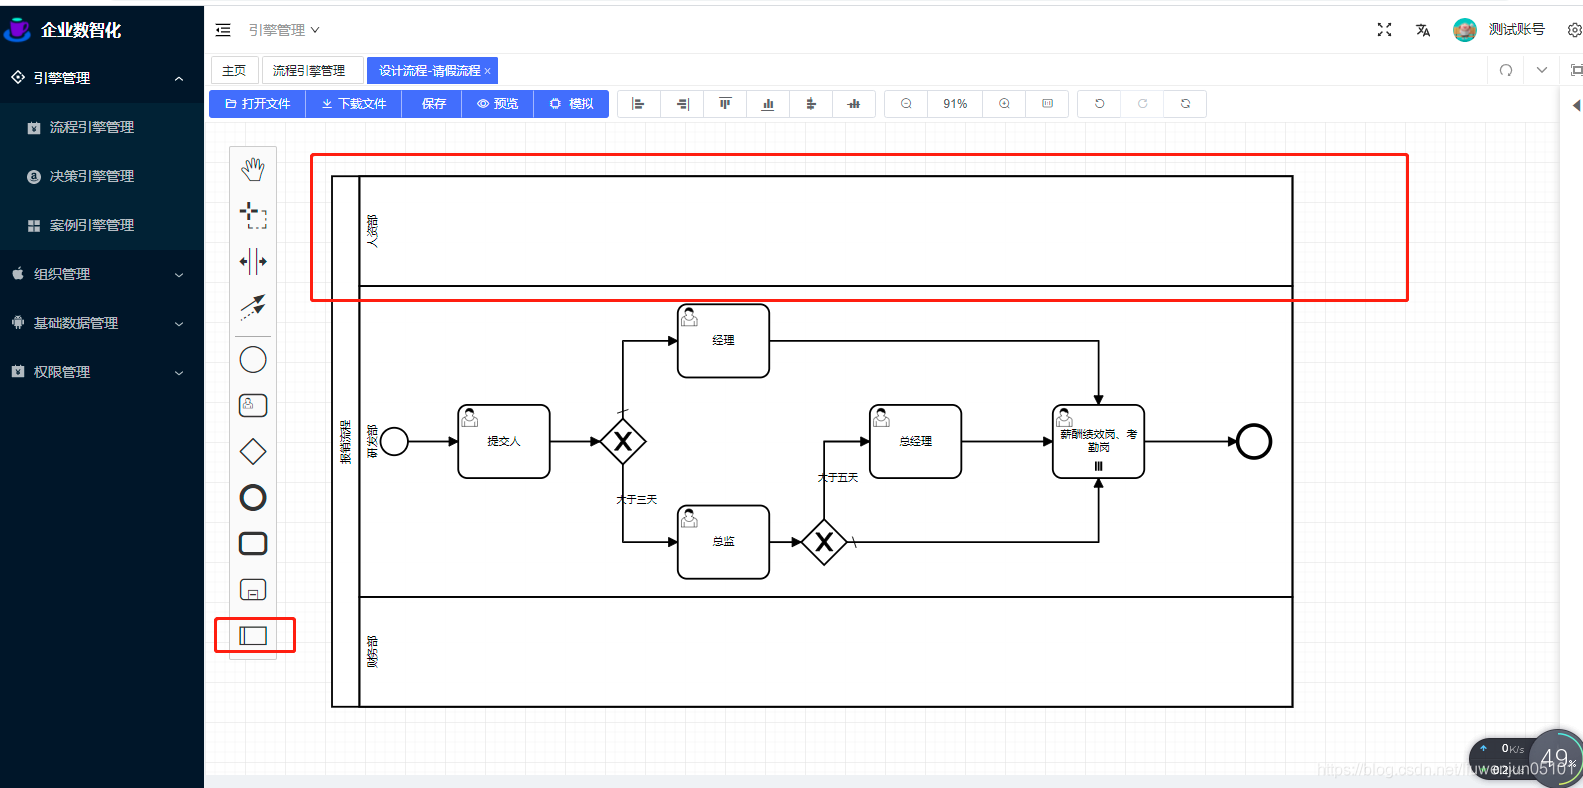 企业数智化
引擎管理
测试账号
引擎管理
主页
流程引擎管理
设计流程-请假流程 x
打开文件
下载文件
保存
预览
模拟
91%
流程引擎管理
决策引擎管理
案例引擎管理
组织管理
基础数据管理
权限管理
人资部
经理
报销流程
研发部
提交人
总经理
薪酬绩效岗、考
勤岗
大于五天
大于三天
总监
财务部
0K/s
49%
https://blog.csdn.net/liuwenjun05101